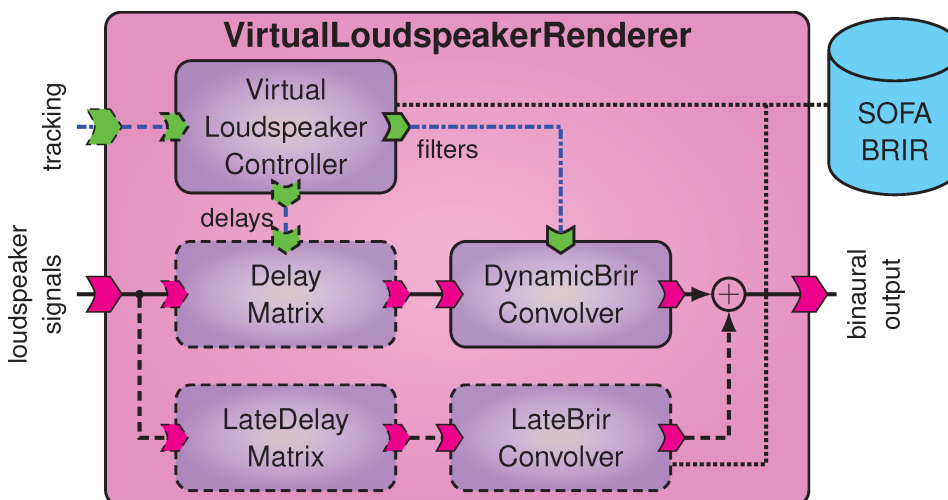 VirtualLoudspeakerRenderer
tracking
Virtual
Loudspeaker
Controller
filters
SOFA
BRIR
delays
loudspeaker
signals
Delay
Matrix
DynamicBrir
Convolver
binaural
output
LateDelay
Matrix
LateBrir
Convolver